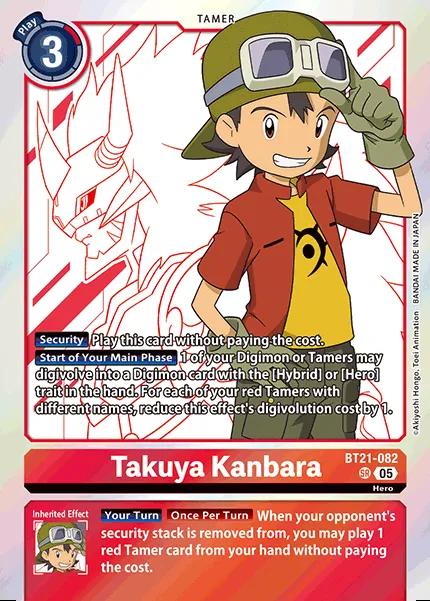 TAMER
Play
3
Security Play this card without paying the cost.
Start of Your Main Phase 1 of your Digimon or Tamers may
digivolve into a Digimon card with the [Hybrid] or [Hero]
trait in the hand. For each of your red Tamers with
different names, reduce this effect's digivolution cost by 1.
©Akiyoshi Hongo, Toei Animation BANDAI MADE IN JAPAN
Takuya Kanbara
BT21-082
SR 05
Hero
Inherited Effect
Your Turn Once Per Turn When your opponent's
security stack is removed from, you may play 1
red Tamer card from your hand without paying
the cost.